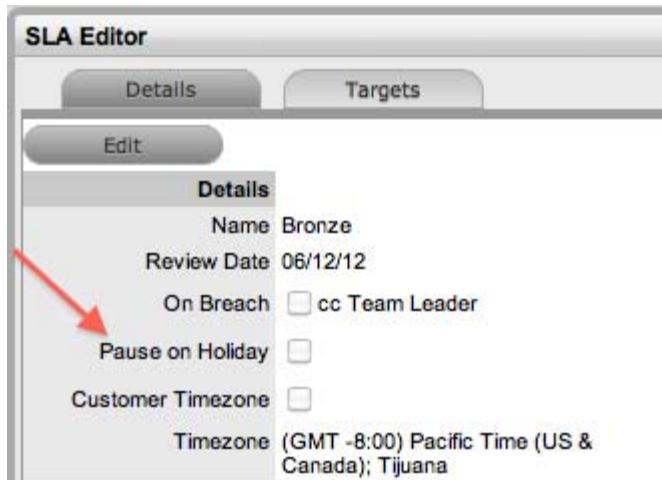 SLA Editor
Details Targets
Edit
Details
Name Bronze
Review Date 06/12/12
On Breach cc Team Leader
Pause on Holiday
Customer Timezone
Timezone (GMT -8:00) Pacific Time (US &
Canada); Tijuana